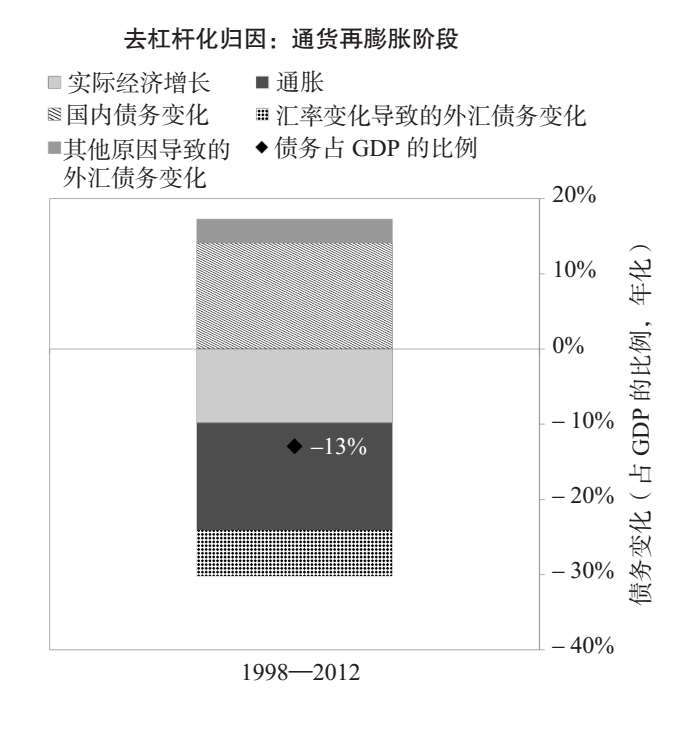 去杠杆化归因：通货再膨胀阶段
实际经济增长 通胀
国内债务变化 汇率变化导致的外汇债务变化
其他原因导致的 债务占 GDP 的比例
外汇债务变化
20%
10%
0%
–10%
–20%
–30%
–40%
–13%
债务变化（占 GDP 的比例，年化）
1998—2012